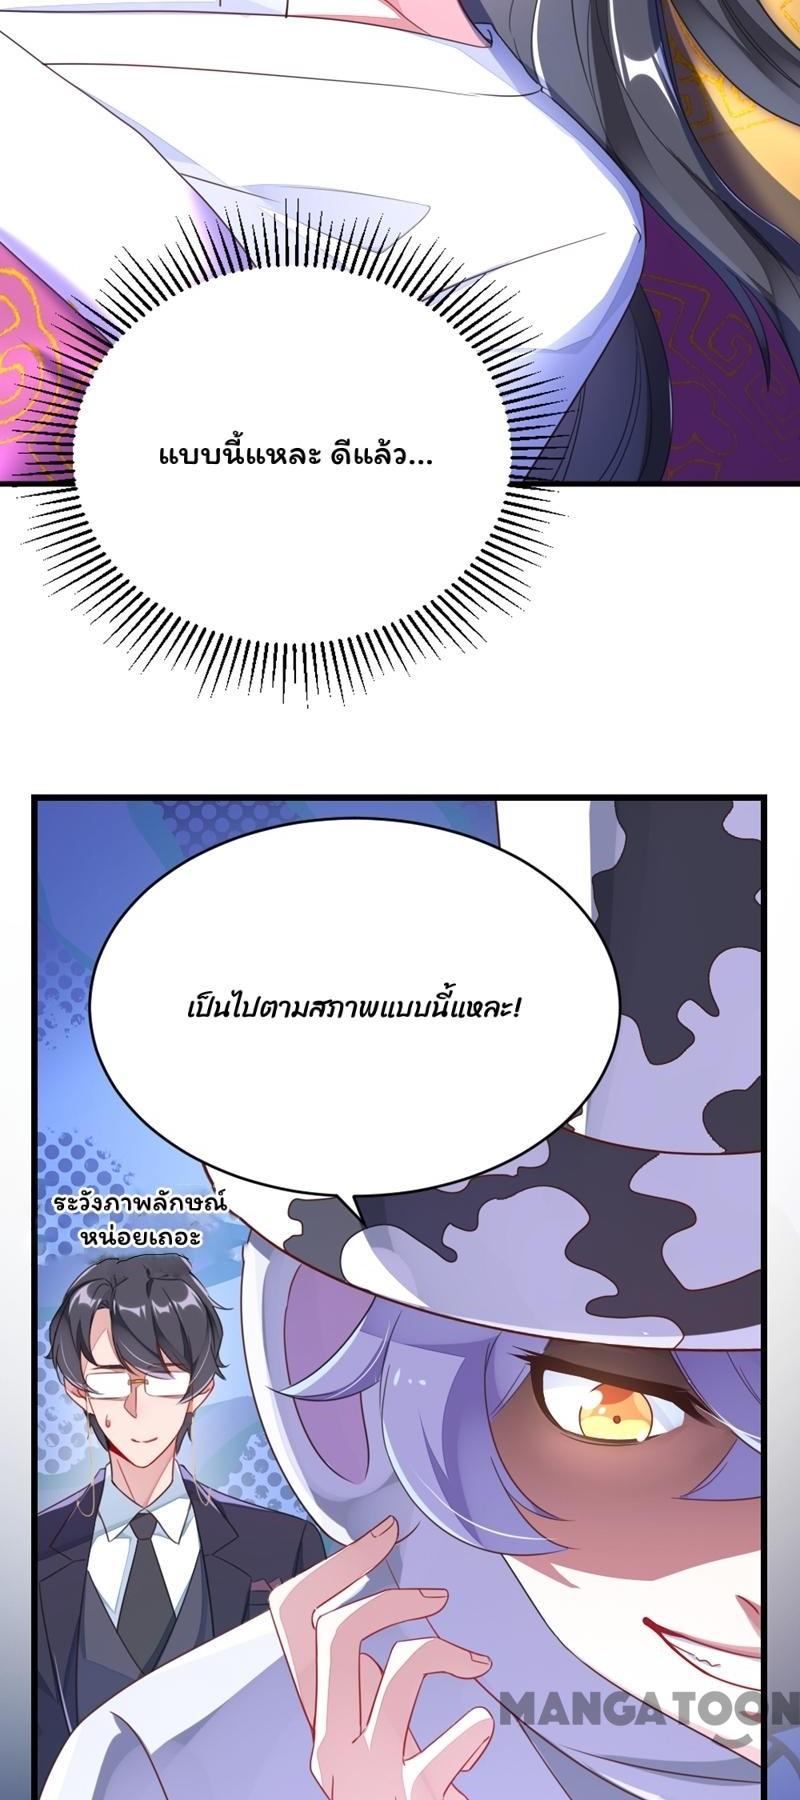 แบบนี้แหละ ดีแล้ว...
เป็นไปตามสภาพแบบนี้แหละ!
ระวังภาพลักษณ์
หน่อยเถอะ
MANGATOON